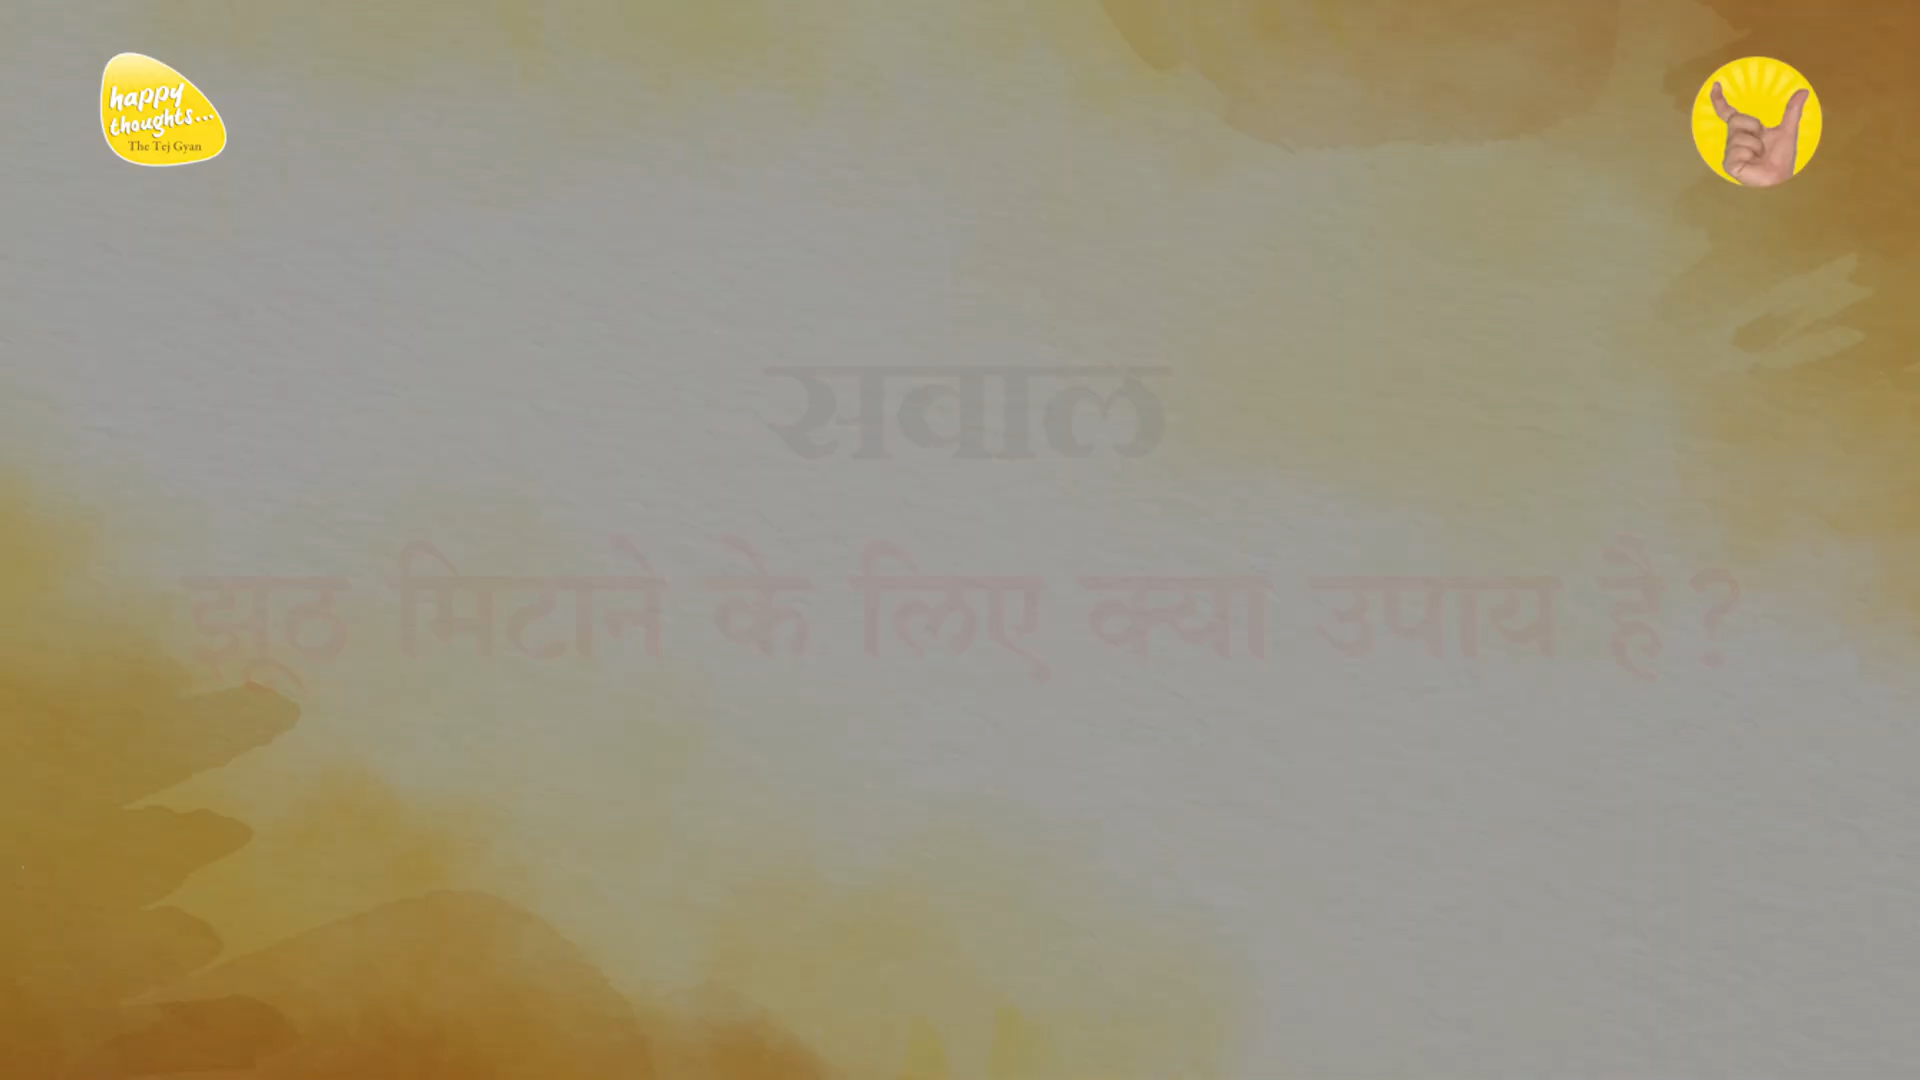 happy
thoughts...
The Tej Gyan
सवाल
झूठ मिटाने के लिए क्या उपाय है?